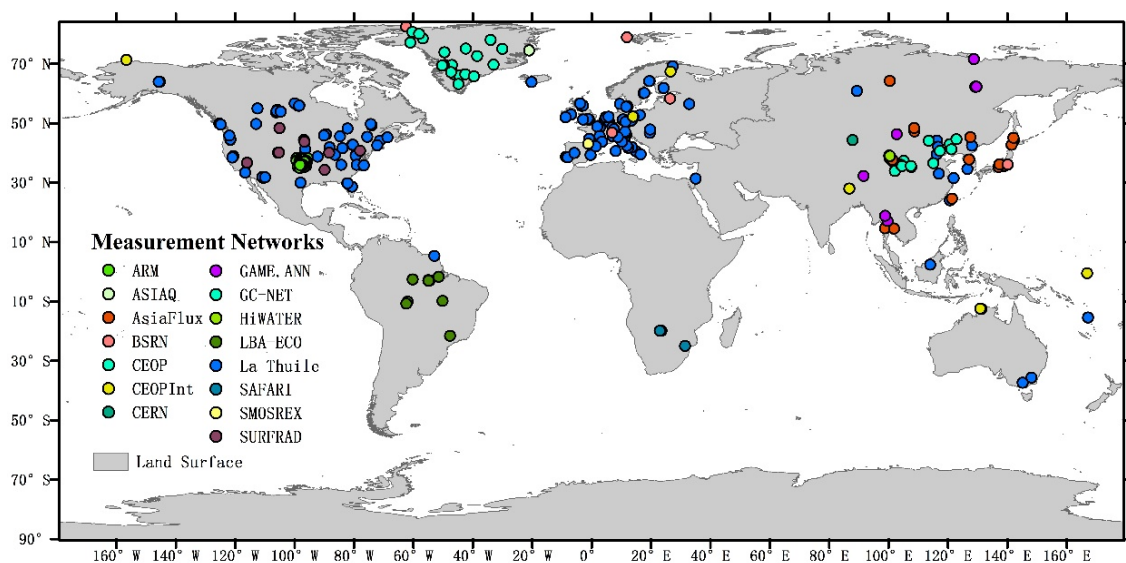 70° N
50° N
30° N
10° N
10° S
30° S
50° S
70° S
90°
Measurement Networks
ARM
ASIAQ
AsiaFlux
BSRN
CEOP
CEOPInt
CERN
GAME.ANN
GC-NET
HiWATER
LBA-ECO
La Thuile
SAFARI
SMOSREX
SURFRAD
Land Surface
160° W 140° W 120° W 100° W 80° W 60° W 40° W 20° W 0° 20° E 40° E 60° E 80° E 100° E 120° E 140° E 160° E